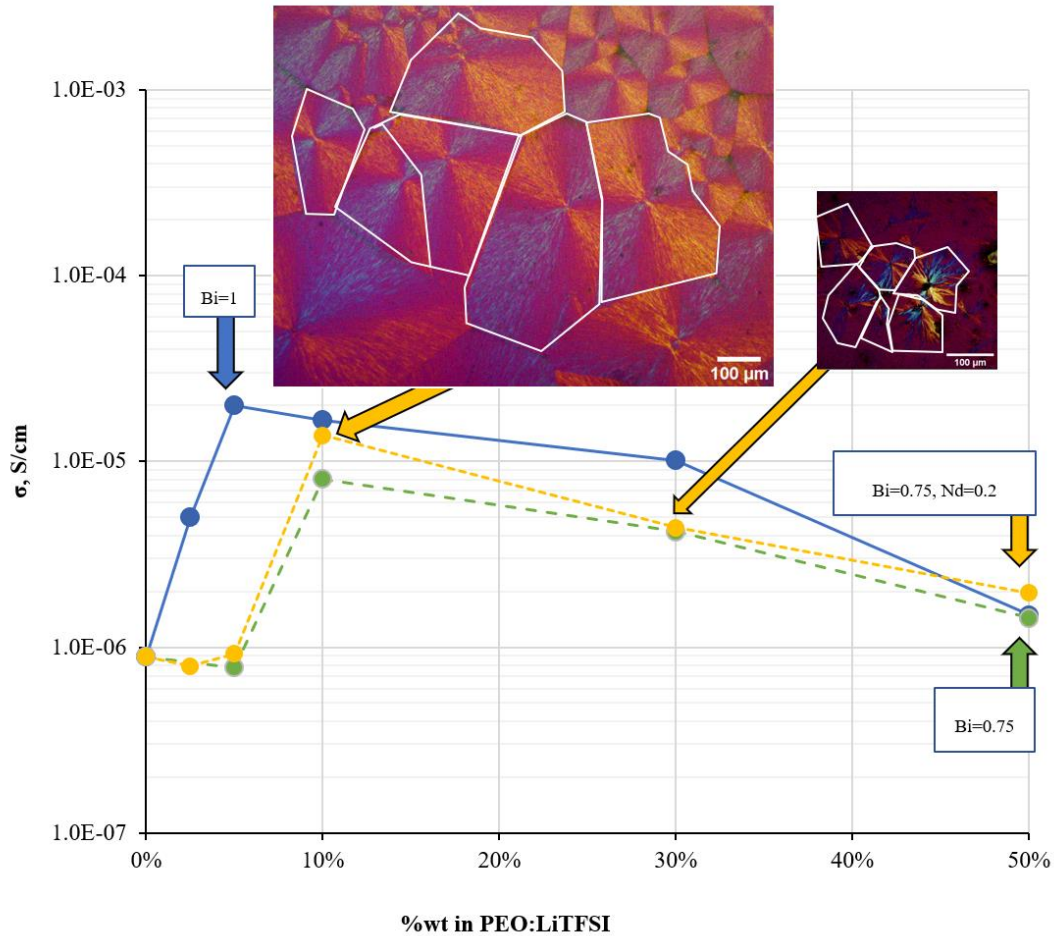 1.0E-03
1.0E-04
1.0E-05
1.0E-06
1.0E-07
σ, S/cm
100 µm
100 µm
Bi=1
Bi=0.75, Nd=0.2
Bi=0.75
0%
10%
20%
30%
40%
50%
%wt in PEO:LiTFSI